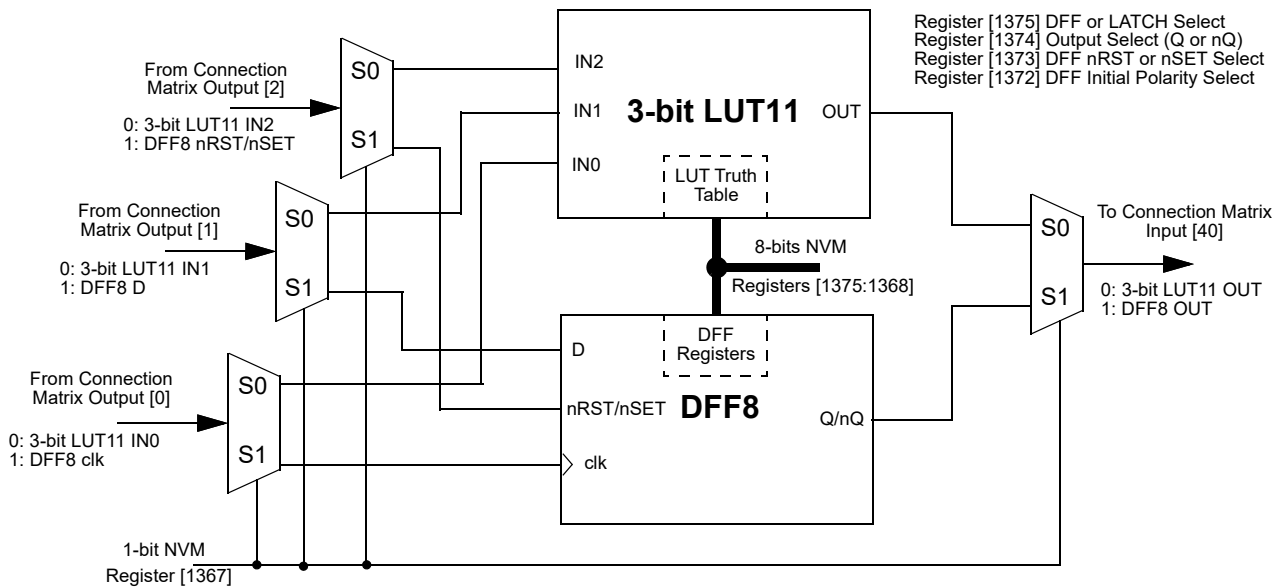 Register [1375] DFF or LATCH Select
Register [1374] Output Select (Q or nQ)
Register [1373] DFF nRST or nSET Select
Register [1372] DFF Initial Polarity Select
From Connection
Matrix Output [2]
0: 3-bit LUT11 IN2
1: DFF8 nRST/nSET
S0
S1
IN2
IN1
IN0
3-bit LUT11
OUT
LUT Truth
Table
From Connection
Matrix Output [1]
0: 3-bit LUT11 IN1
1: DFF8 D
S0
S1
8-bits NVM
Registers [1375:1368]
S0
S1
To Connection Matrix
Input [40]
0: 3-bit LUT11 OUT
1: DFF8 OUT
From Connection
Matrix Output [0]
0: 3-bit LUT11 IN0
1: DFF8 clk
S0
S1
D
nRST/nSET
clk
DFF
Registers
DFF8
Q/nQ
1-bit NVM
Register [1367]